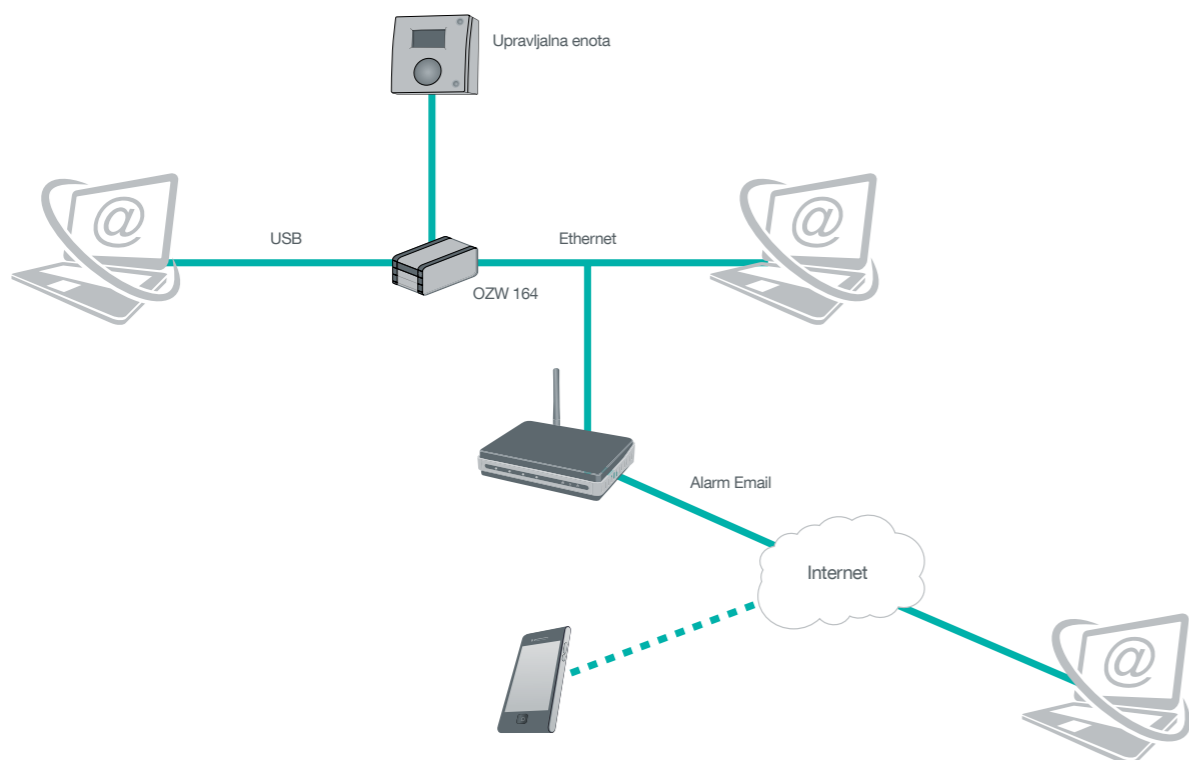 Upravljalna enota
USB
Ethernet
OZW 164
Alarm Email
Internet
@
@
@